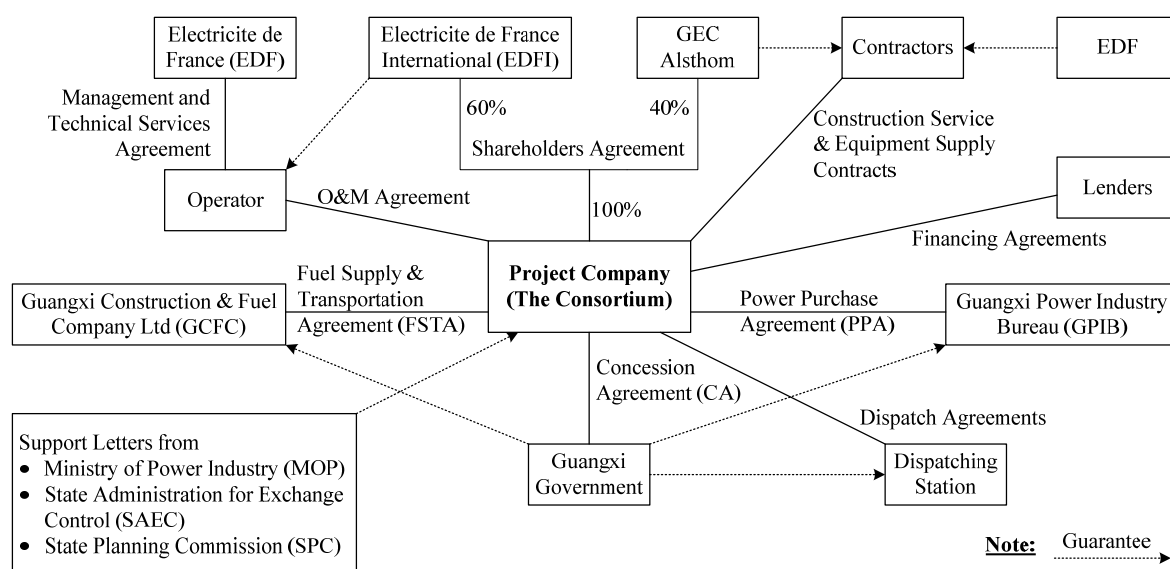 Electricite de
France (EDF)
Electricite de France
International (EDFI)
GEC
Alsthom
Contractors
EDF
Management and
Technical Services
Agreement
60%
40%
Shareholders Agreement
Construction Service
& Equipment Supply
Contracts
Operator
O&M Agreement
100%
Lenders
Financing Agreements
Guangxi Construction & Fuel
Company Ltd (GCFC)
Fuel Supply &
Transportation
Agreement (FSTA)
Project Company
(The Consortium)
Power Purchase
Agreement (PPA)
Guangxi Power Industry
Bureau (GPIB)
Concession
Agreement (CA)
Dispatch Agreements
Support Letters from
• Ministry of Power Industry (MOP)
• State Administration for Exchange
Control (SAEC)
• State Planning Commission (SPC)
Guangxi
Government
Dispatching
Station
Note: Guarantee